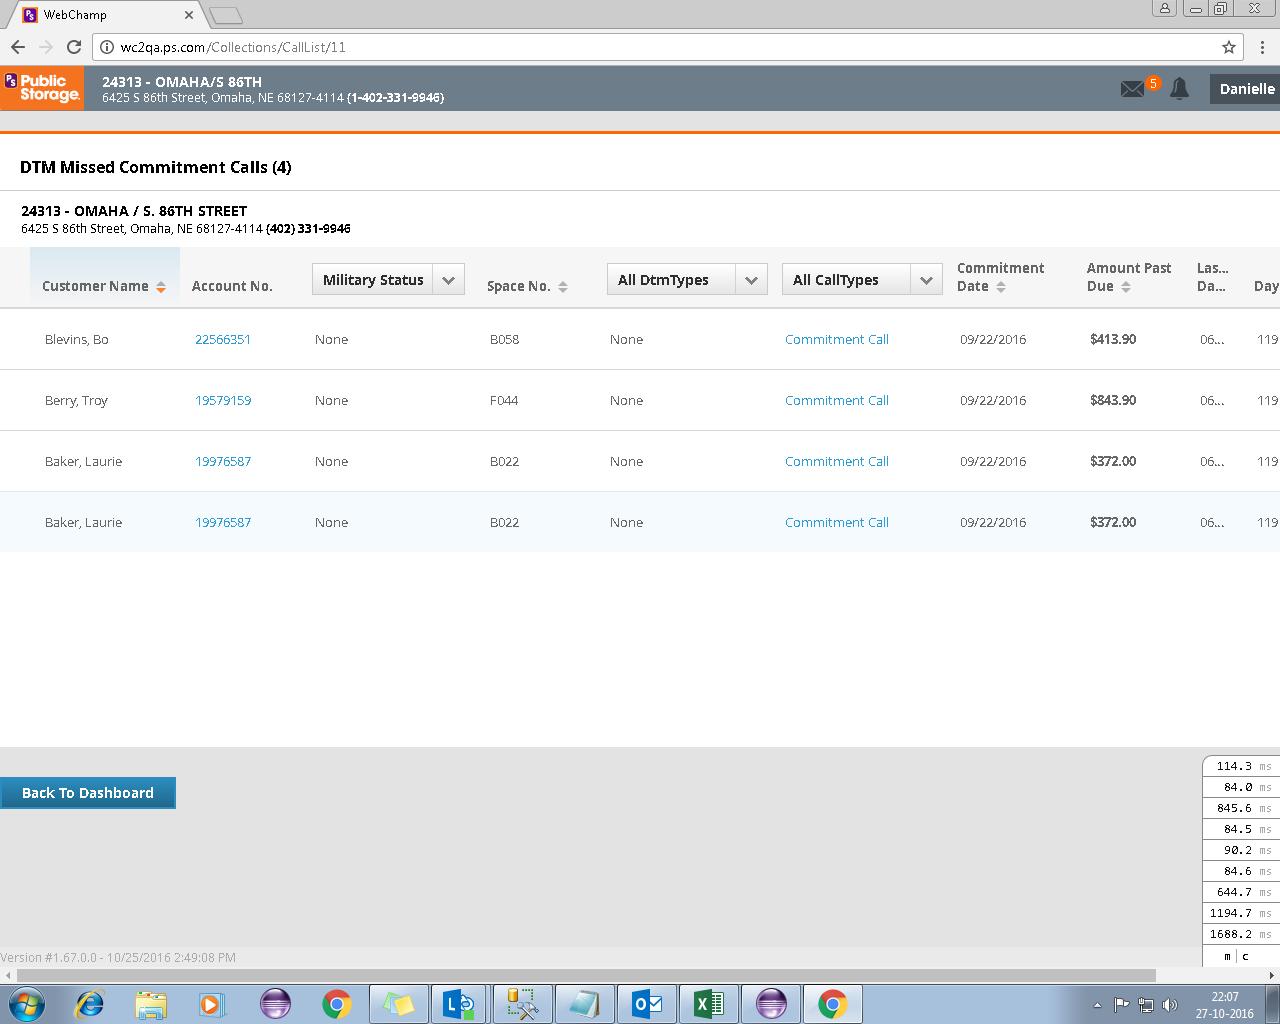 WebChamp
wc2qa.ps.com/Collections/CallList/11
PS Public Storage.
24313 - OMAHA/S 86TH
6425 S 86th Street, Omaha, NE 68127-4114 (1-402-331-9946)
5
Danielle
DTM Missed Commitment Calls (4)
24313 - OMAHA / S. 86TH STREET
6425 S 86th Street, Omaha, NE 68127-4114 (402) 331-9946
Customer Name Account No. Military Status Space No. All DtmTypes All CallTypes Commitment Date Amount Past Due Las... Da... Day
Blevins, Bo 22566351 None B058 None Commitment Call 09/22/2016 $413.90 06... 119
Berry, Troy 19579159 None F044 None Commitment Call 09/22/2016 $843.90 06... 119
Baker, Laurie 19976587 None B022 None Commitment Call 09/22/2016 $372.00 06... 119
Baker, Laurie 19976587 None B022 None Commitment Call 09/22/2016 $372.00 06... 119
Back To Dashboard
114.3 ms
84.0 ms
845.6 ms
84.5 ms
90.2 ms
84.6 ms
644.7 ms
1194.7 ms
1688.2 ms
m | c
Version #1.67.0.0 - 10/25/2016 2:49:08 PM
22:07
27-10-2016